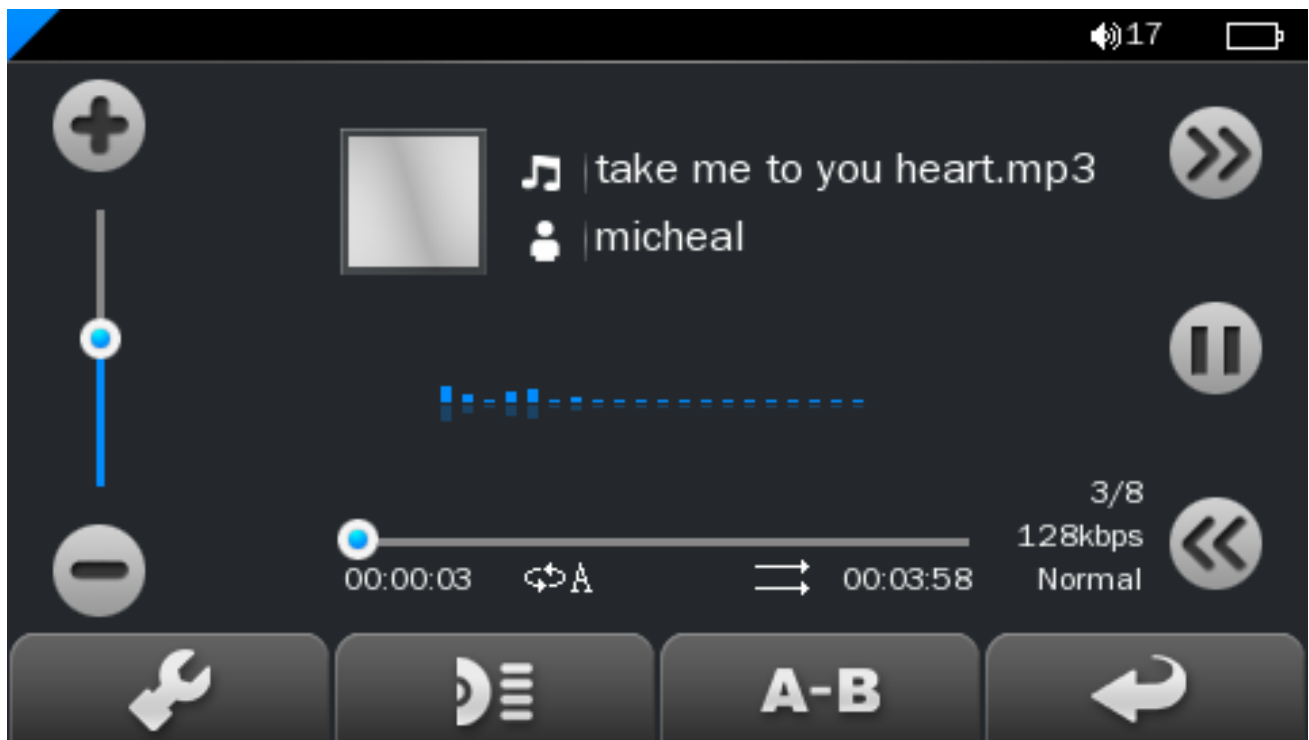 17
take me to you heart.mp3
micheal
3/8
128kbps
00:00:03 A 00:03:58 Normal
A-B